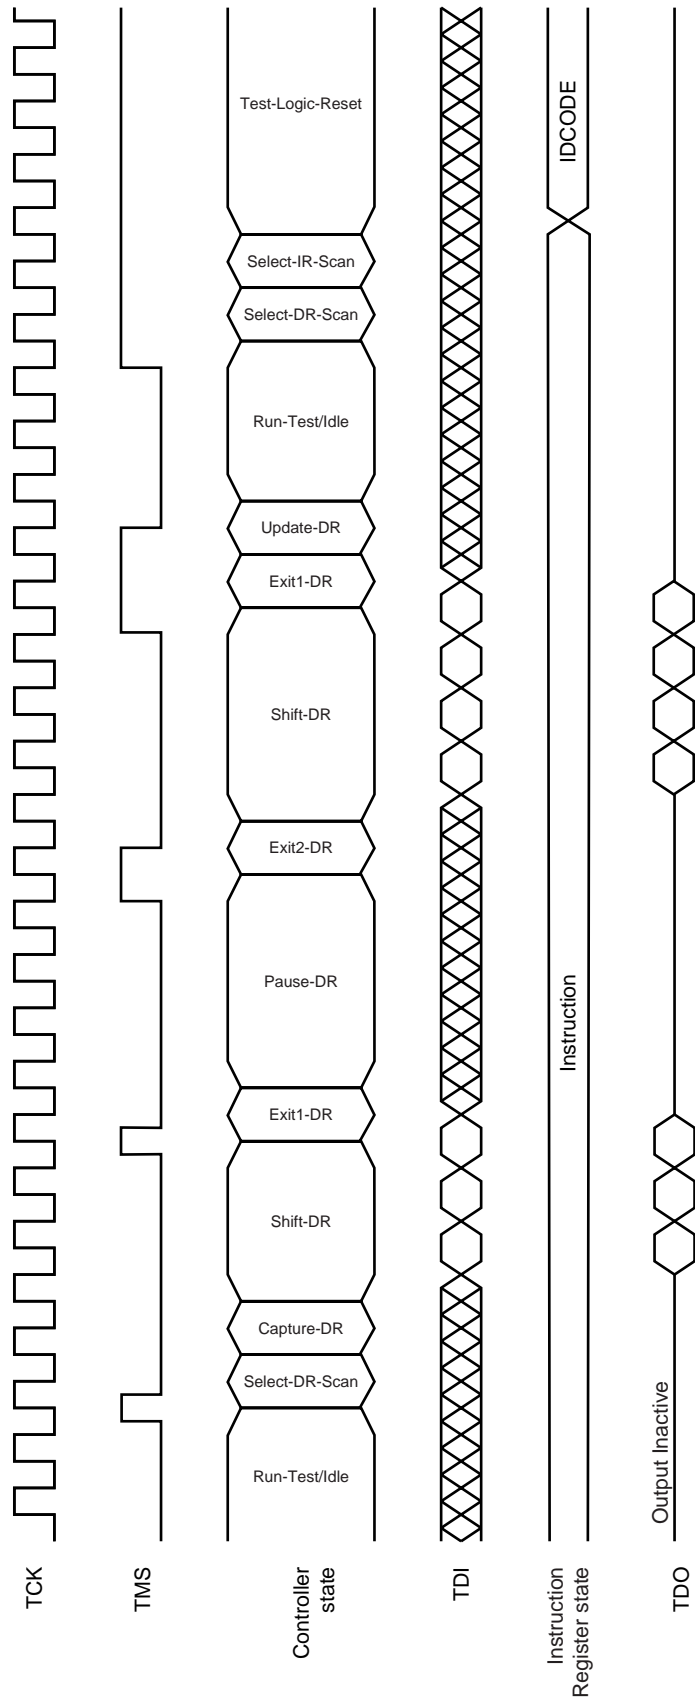 TCK
TMS
Controller
state
Run-Test/Idle
Select-DR-Scan
Capture-DR
Shift-DR
Exit1-DR
Pause-DR
Exit2-DR
Shift-DR
Exit1-DR
Update-DR
Run-Test/Idle
Select-DR-Scan
Select-IR-Scan
Test-Logic-Reset
TDI
Instruction
Register state
Instruction
IDCODE
TDO
Output Inactive